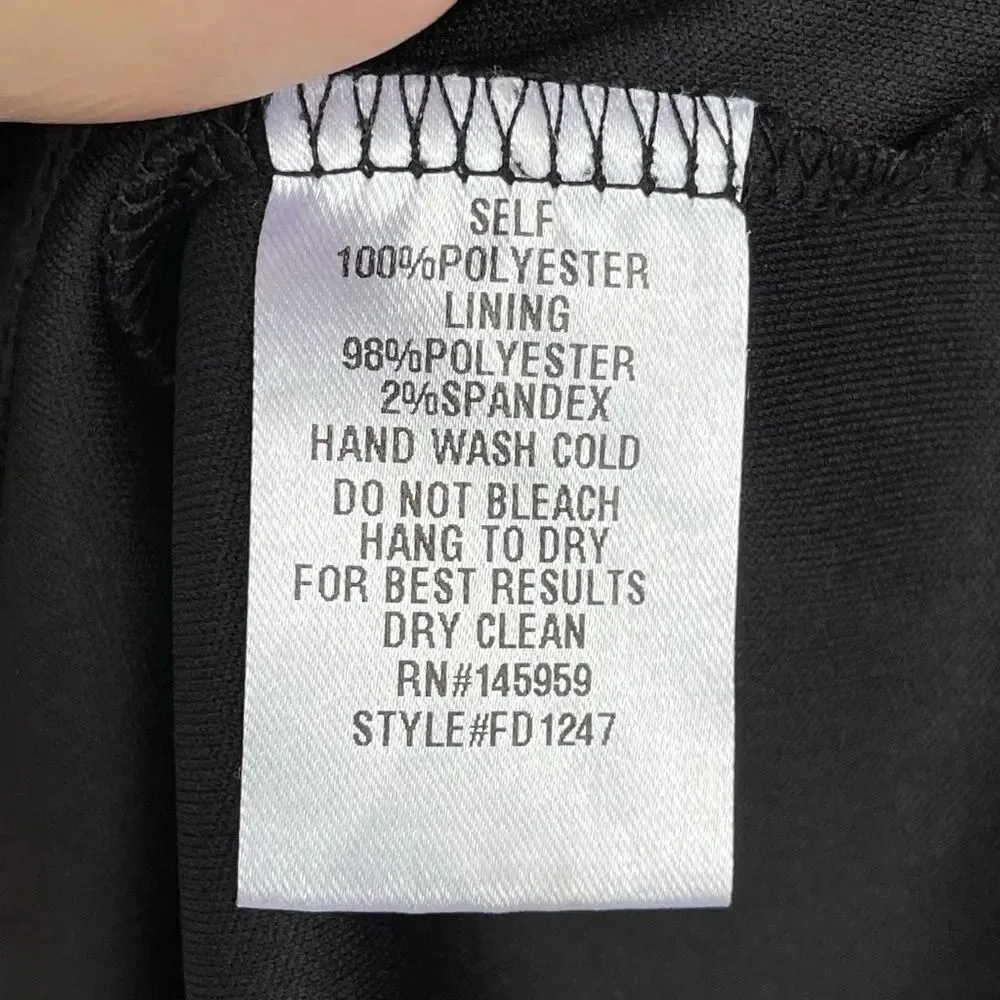 SELF
100%POLYESTER
LINING
98%POLYESTER
2%SPANDEX
HAND WASH COLD
DO NOT BLEACH
HANG TO DRY
FOR BEST RESULTS
DRY CLEAN
RN#145959
STYLE#FD1247